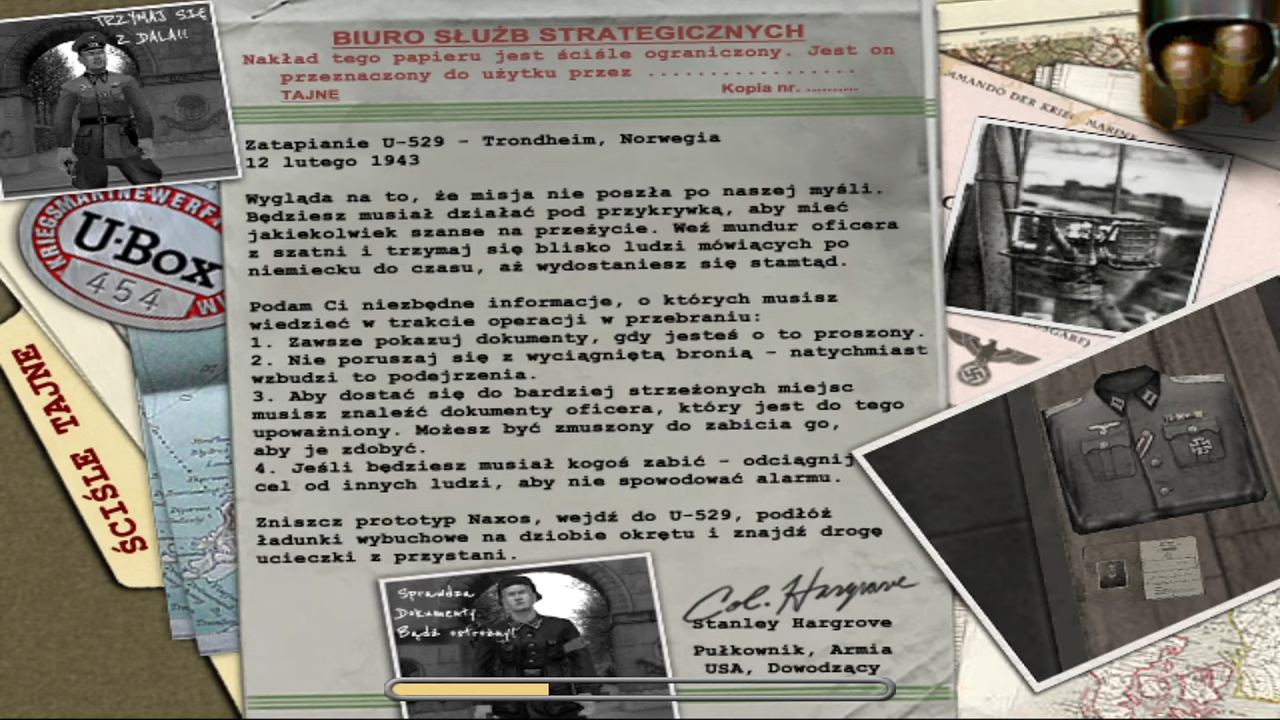 TRZYMAJ SIĘ
Z DALA!!
BIURO SŁUŻB STRATEGICZNYCH
Nakład tego papieru jest ściśle ograniczony. Jest on
przeznaczony do użytku przez .................
TAJNE
Kopia nr. ..........
Zatapianie U-529 - Trondheim, Norwegia
12 lutego 1943
Wygląda na to, że misja nie poszła po naszej myśli.
Będziesz musiał działać pod przykrywką, aby mieć
jakiekolwiek szanse na przeżycie. Weź mundur oficera
z szatni i trzymaj się blisko ludzi mówiących po
niemiecku do czasu, aż wydostaniesz się stamtąd.
Podam Ci niezbędne informacje, o których musisz
wiedzieć w trakcie operacji w przebraniu:
1. Zawsze pokazuj dokumenty, gdy jesteś o to proszony.
2. Nie poruszaj się z wyciągniętą bronią - natychmiast
wzbudzi to podejrzenia.
3. Aby dostać się do bardziej strzeżonych miejsc
musisz znaleźć dokumenty oficera, który jest do tego
upoważniony. Możesz być zmuszony do zabicia go,
aby je zdobyć.
4. Jeśli będziesz musiał kogoś zabić - odciągnij
cel od innych ludzi, aby nie spowodować alarmu.
Zniszcz prototyp Naxos, wejdź do U-529, podłóż
ładunki wybuchowe na dziobie okrętu i znajdź drogę
ucieczki z przystani.
Col. Hargrove
Stanley Hargrove
Pułkownik, Armia
USA, Dowodzący
Sprawdza
Dokumenty
Bądź ostrożny!!
KRIEGSMARINEWERFT
U-BOX
454
ŚCIŚLE TAJNE
MARINE